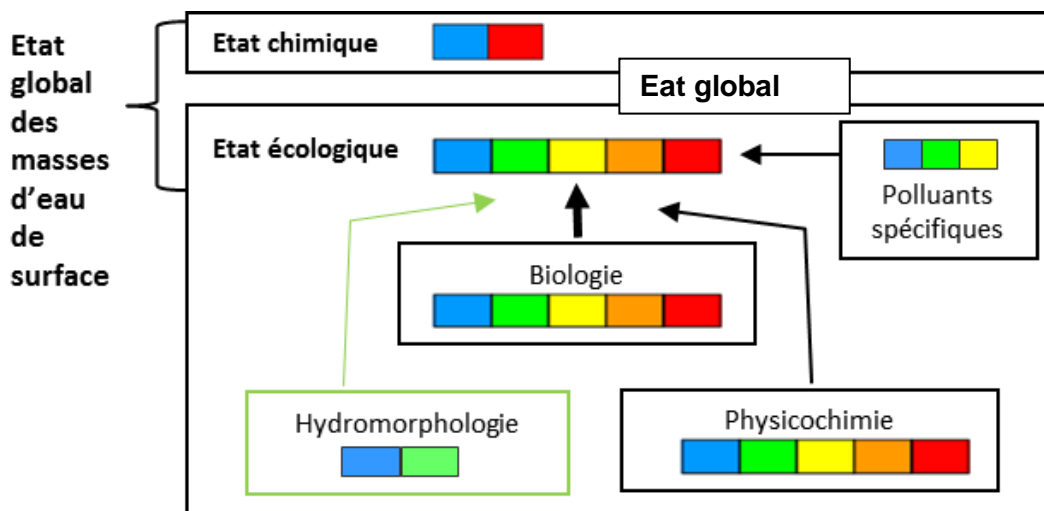 Etat
global
des
masses
d'eau
de
surface
Etat chimique
Eat global
Etat écologique
Polluants
spécifiques
Biologie
Hydromorphologie
Physicochimie